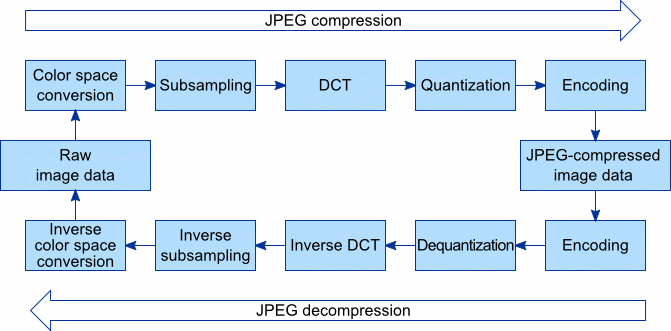 JPEG compression
Color space
conversion
Subsampling
DCT
Quantization
Encoding
Raw
image data
JPEG-compressed
image data
Inverse
color space
conversion
Inverse
subsampling
Inverse DCT
Dequantization
Encoding
JPEG decompression